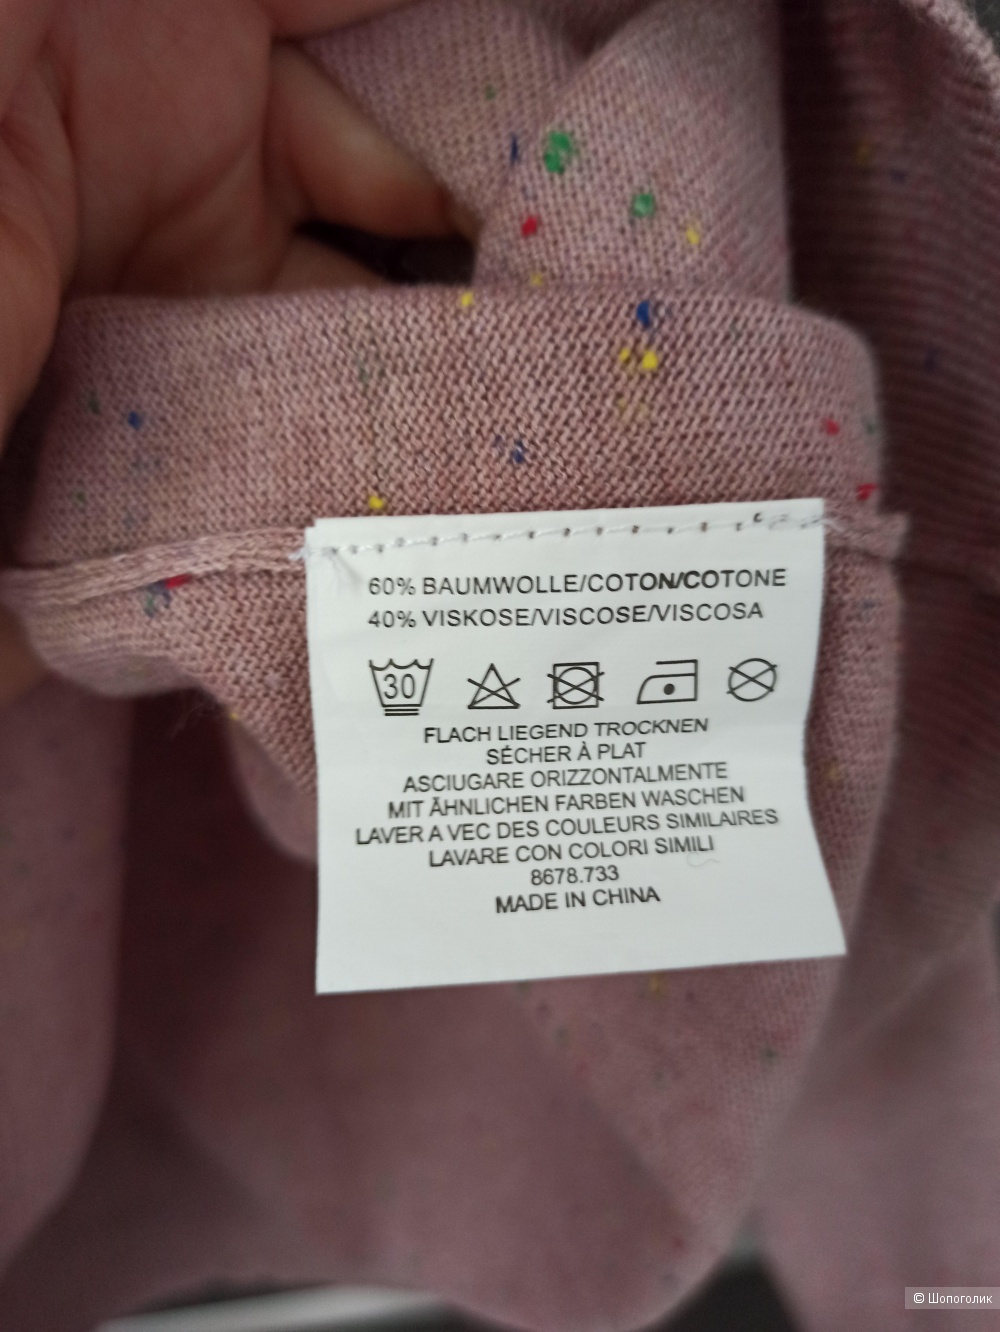 60% BAUMWOLLE/COTON/COTONE
40% VISKOSE/VISCOSE/VISCOSA
30
FLACH LIEGEND TROCKNEN
SÉCHER À PLAT
ASCIUGARE ORIZZONTALMENTE
MIT ÄHNLICHEN FARBEN WASCHEN
LAVER A VEC DES COULEURS SIMILAIRES
LAVARE CON COLORI SIMILI
8678.733
MADE IN CHINA
© Шопоголик